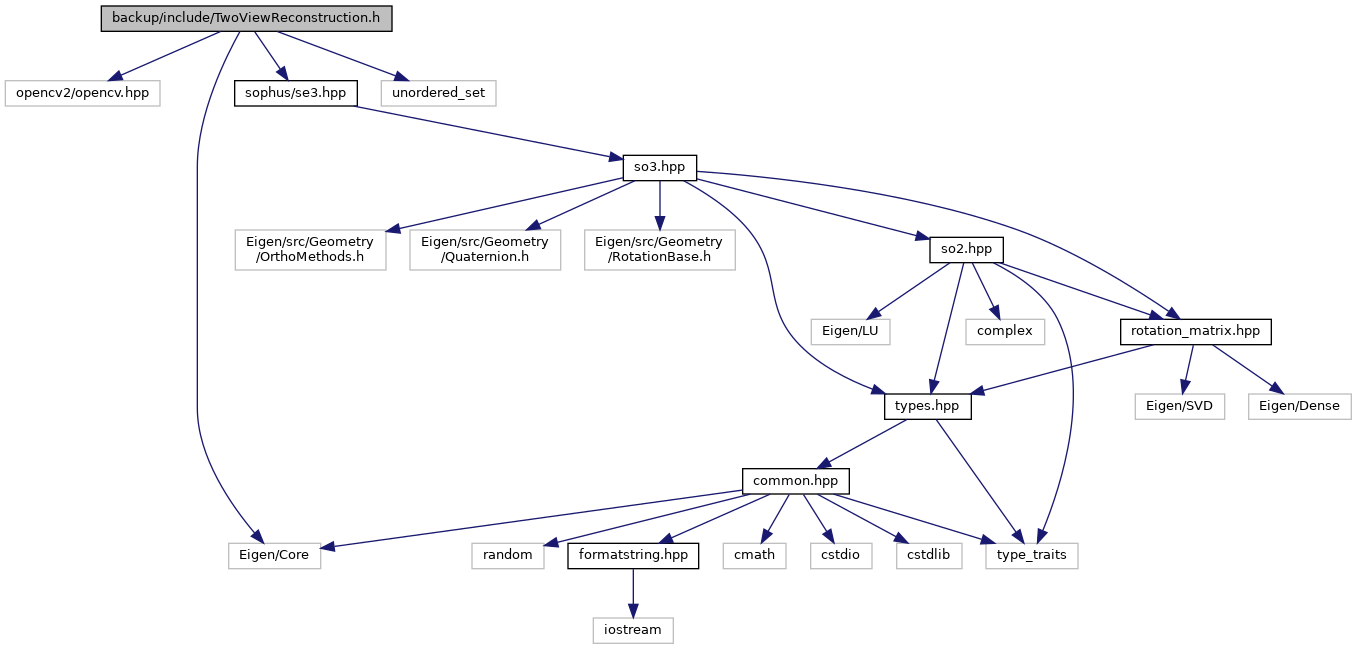 backup/include/TwoViewReconstruction.h
opencv2/opencv.hpp
sophus/se3.hpp
unordered_set
so3.hpp
Eigen/src/Geometry
/OrthoMethods.h
Eigen/src/Geometry
/Quaternion.h
Eigen/src/Geometry
/RotationBase.h
so2.hpp
Eigen/LU
complex
rotation_matrix.hpp
types.hpp
Eigen/SVD
Eigen/Dense
common.hpp
Eigen/Core
random
formatstring.hpp
cmath
cstdio
cstdlib
type_traits
iostream